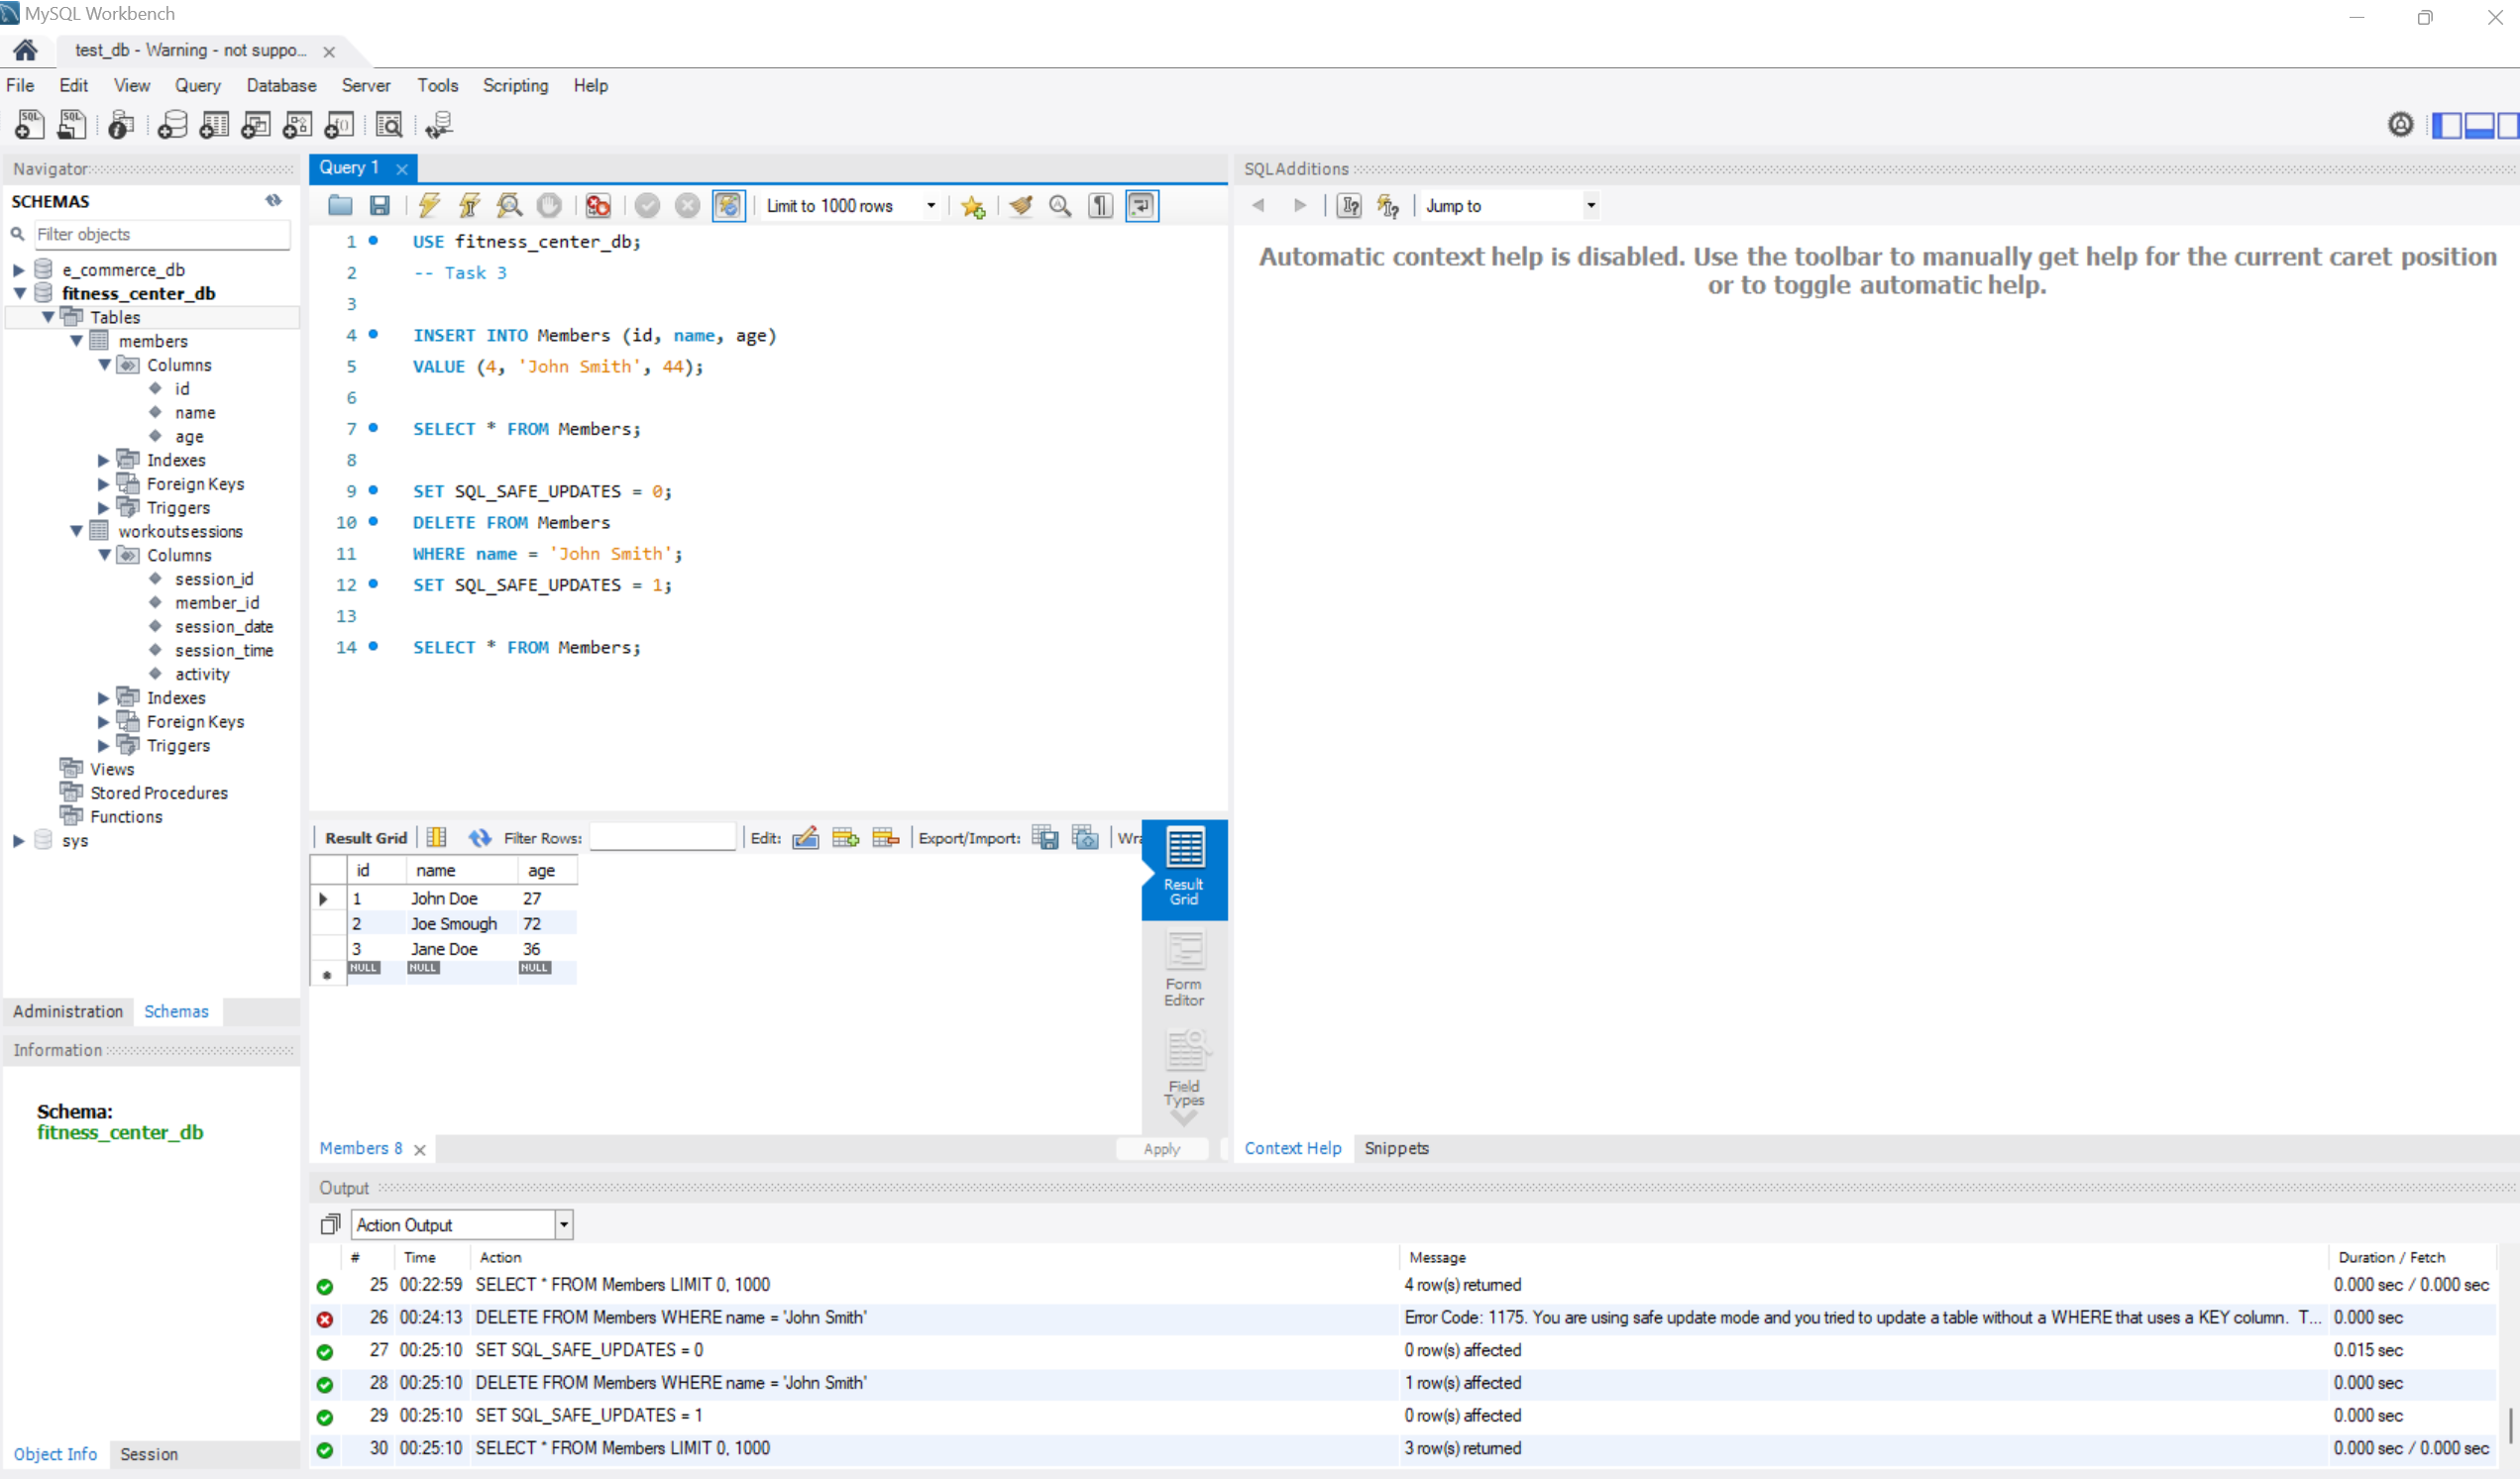 MySQL Workbench
test_db - Warning - not suppo...
File Edit View Query Database Server Tools Scripting Help
Navigator
SCHEMAS
Filter objects
e_commerce_db
fitness_center_db
Tables
members
Columns
id
name
age
Indexes
Foreign Keys
Triggers
workoutsessions
Columns
session_id
member_id
session_date
session_time
activity
Indexes
Foreign Keys
Triggers
Views
Stored Procedures
Functions
sys
Administration Schemas
Information
Schema:
fitness_center_db
Object Info Session
Query 1
Limit to 1000 rows
1 USE fitness_center_db;
2 -- Task 3
3
4 INSERT INTO Members (id, name, age)
5 VALUE (4, 'John Smith', 44);
6
7 SELECT * FROM Members;
8
9 SET SQL_SAFE_UPDATES = 0;
10 DELETE FROM Members
11 WHERE name = 'John Smith';
12 SET SQL_SAFE_UPDATES = 1;
13
14 SELECT * FROM Members;
Result Grid Filter Rows: Edit: Export/Import: Wra
id name age
1 John Doe 27
2 Joe Smough 72
3 Jane Doe 36
NULL NULL NULL
Result
Grid
Form
Editor
Field
Types
Members 8
Apply
SQLAdditions
Jump to
Automatic context help is disabled. Use the toolbar to manually get help for the current caret position
or to toggle automatic help.
Context Help Snippets
Output
Action Output
# Time Action Message Duration / Fetch
25 00:22:59 SELECT * FROM Members LIMIT 0, 1000 4 row(s) returned 0.000 sec / 0.000 sec
26 00:24:13 DELETE FROM Members WHERE name = 'John Smith' Error Code: 1175. You are using safe update mode and you tried to update a table without a WHERE that uses a KEY column. T... 0.000 sec
27 00:25:10 SET SQL_SAFE_UPDATES = 0 0 row(s) affected 0.015 sec
28 00:25:10 DELETE FROM Members WHERE name = 'John Smith' 1 row(s) affected 0.000 sec
29 00:25:10 SET SQL_SAFE_UPDATES = 1 0 row(s) affected 0.000 sec
30 00:25:10 SELECT * FROM Members LIMIT 0, 1000 3 row(s) returned 0.000 sec / 0.000 sec